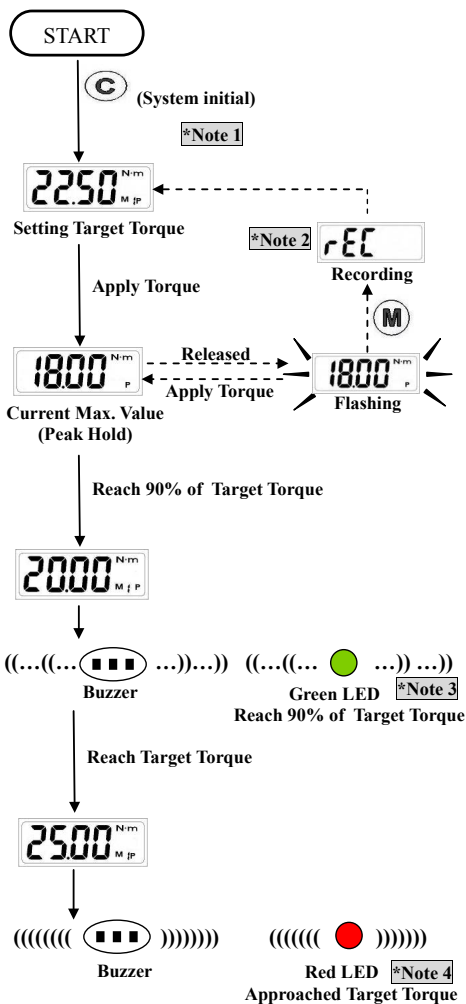 START
C
(System initial)
*Note 1
22.50 N·m
M P
Setting Target Torque
*Note 2
rEC
Recording
Apply Torque
M
18.00 N·m
P
Released
Apply Torque
18.00 N·m
P
Flashing
Current Max. Value
(Peak Hold)
Reach 90% of Target Torque
20.00 N·m
M P
((…((… …))…)) ((…((… …)) …))
Buzzer
Green LED *Note 3
Reach 90% of Target Torque
Reach Target Torque
25.00 N·m
M P
(((((((( )))))))) ((((((( )))))))
Buzzer
Red LED *Note 4
Approached Target Torque